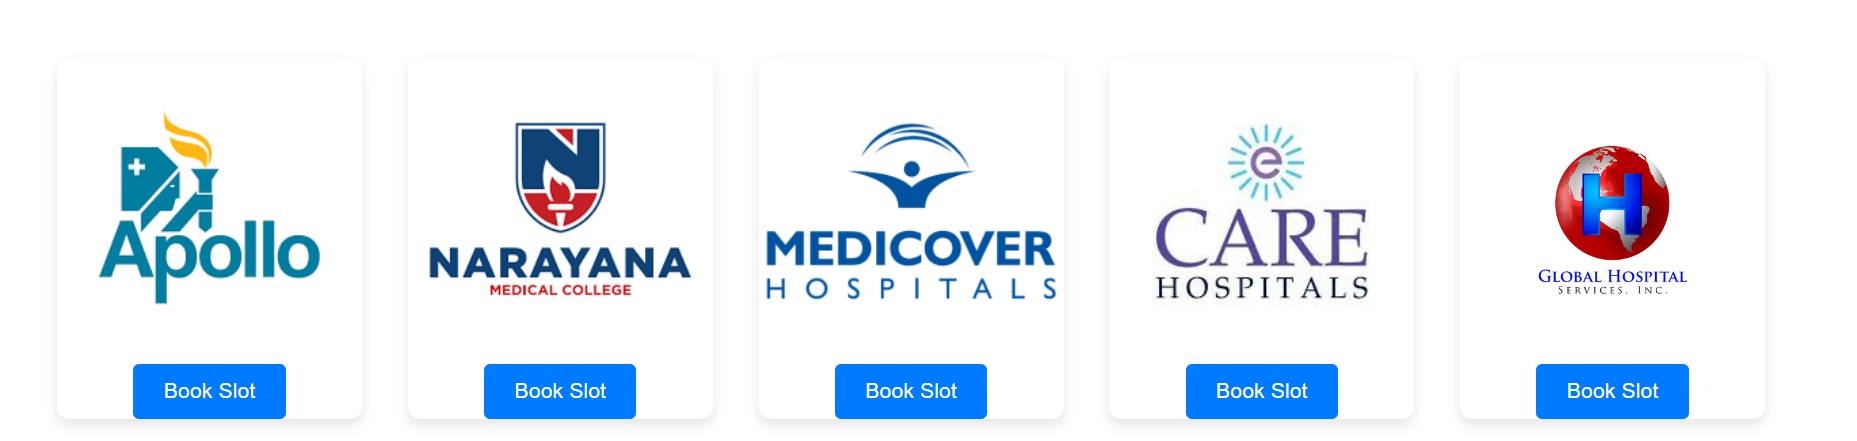 Apollo
NARAYANA
MEDICAL COLLEGE
MEDICOVER
HOSPITALS
e
CARE
HOSPITALS
H
GLOBAL HOSPITAL
SERVICES, INC.
Book Slot
Book Slot
Book Slot
Book Slot
Book Slot